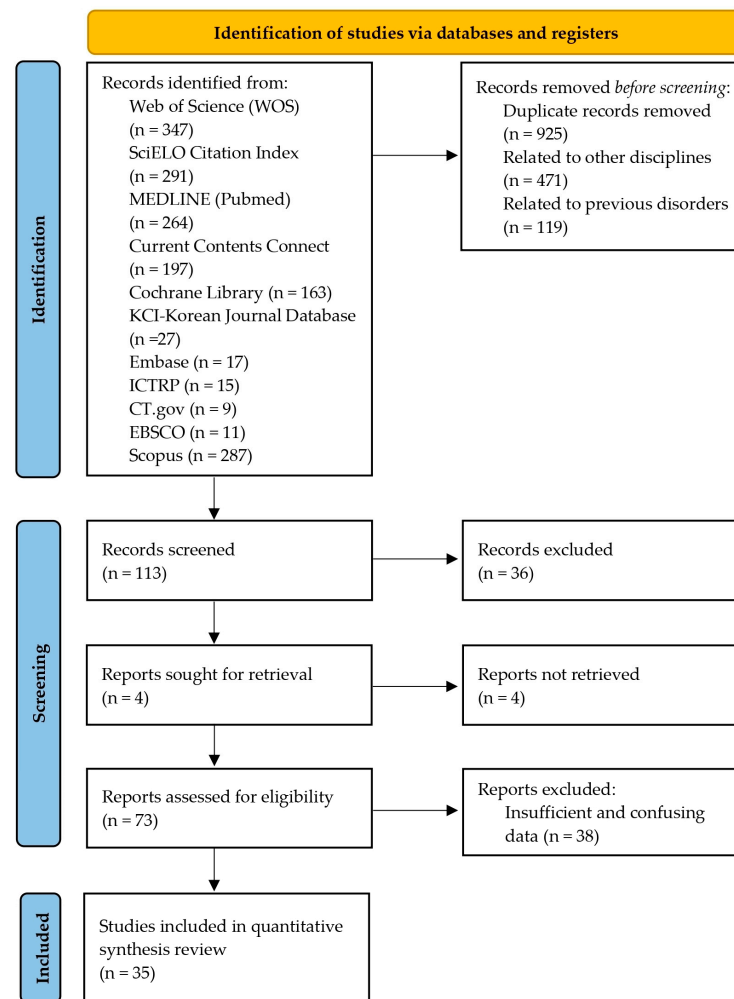 Identification of studies via databases and registers
Identification
Records identified from:
Web of Science (WOS)
(n = 347)
SciELO Citation Index
(n = 291)
MEDLINE (Pubmed)
(n = 264)
Current Contents Connect
(n = 197)
Cochrane Library (n = 163)
KCI-Korean Journal Database
(n =27)
Embase (n = 17)
ICTRP (n = 15)
CT.gov (n = 9)
EBSCO (n = 11)
Scopus (n = 287)
Records removed before screening:
Duplicate records removed
(n = 925)
Related to other disciplines
(n = 471)
Related to previous disorders
(n = 119)
Screening
Records screened
(n = 113)
Records excluded
(n = 36)
Reports sought for retrieval
(n = 4)
Reports not retrieved
(n = 4)
Reports assessed for eligibility
(n = 73)
Reports excluded:
Insufficient and confusing
data (n = 38)
Included
Studies included in quantitative
synthesis review
(n = 35)